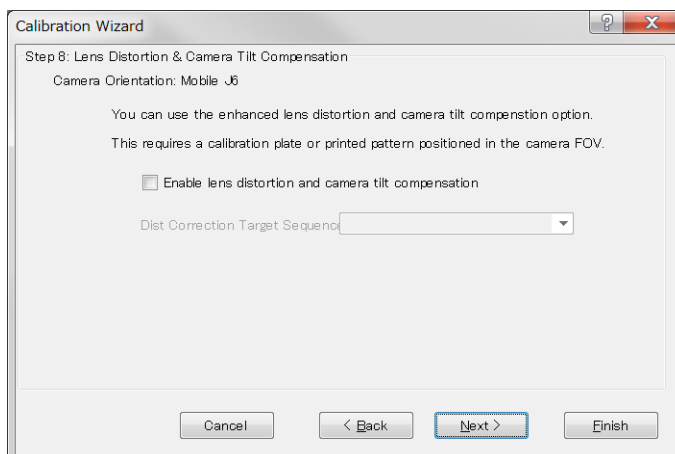 Calibration Wizard
Step 8: Lens Distortion & Camera Tilt Compensation
Camera Orientation: Mobile J6
You can use the enhanced lens distortion and camera tilt compenstion option.
This requires a calibration plate or printed pattern positioned in the camera FOV.
Enable lens distortion and camera tilt compensation
Dist Correction Target Sequence
Cancel < Back Next > Finish